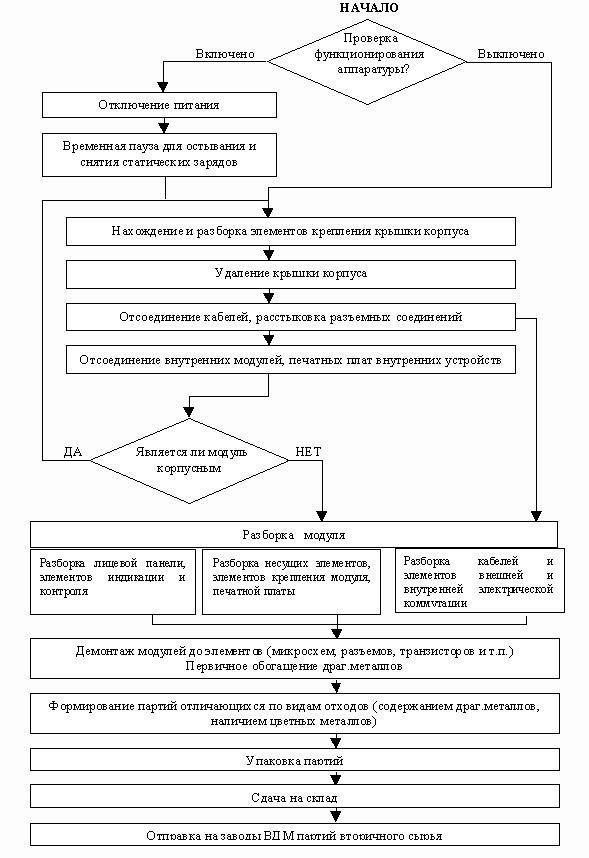 НАЧАЛО
Проверка
функционирования
аппаратуры?
Включено
Выключено
Отключение питания
Временная пауза для остывания и
снятия статических зарядов
Нахождение и разборка элементов крепления крышки корпуса
Удаление крышки корпуса
Отсоединение кабелей, расстыковка разъемных соединений
Отсоединение внутренних модулей, печатных плат внутренних устройств
ДА
Является ли модуль
корпусным
НЕТ
Разборка модуля
Разборка лицевой панели,
элементов индикации и
контроля
Разборка несущих элементов,
элементов крепления модуля,
печатной платы
Разборка кабелей и
элементов внешней и
внутренней электрической
коммутации
Демонтаж модулей до элементов (микросхем, разъемов, транзисторов и т.п.)
Первичное обогащение драг.металлов
Формирование партий отличающихся по видам отходов (содержанием драг.металлов,
наличием цветных металлов)
Упаковка партий
Сдача на склад
Отправка на заводы ВДМ партий вторичного сырья